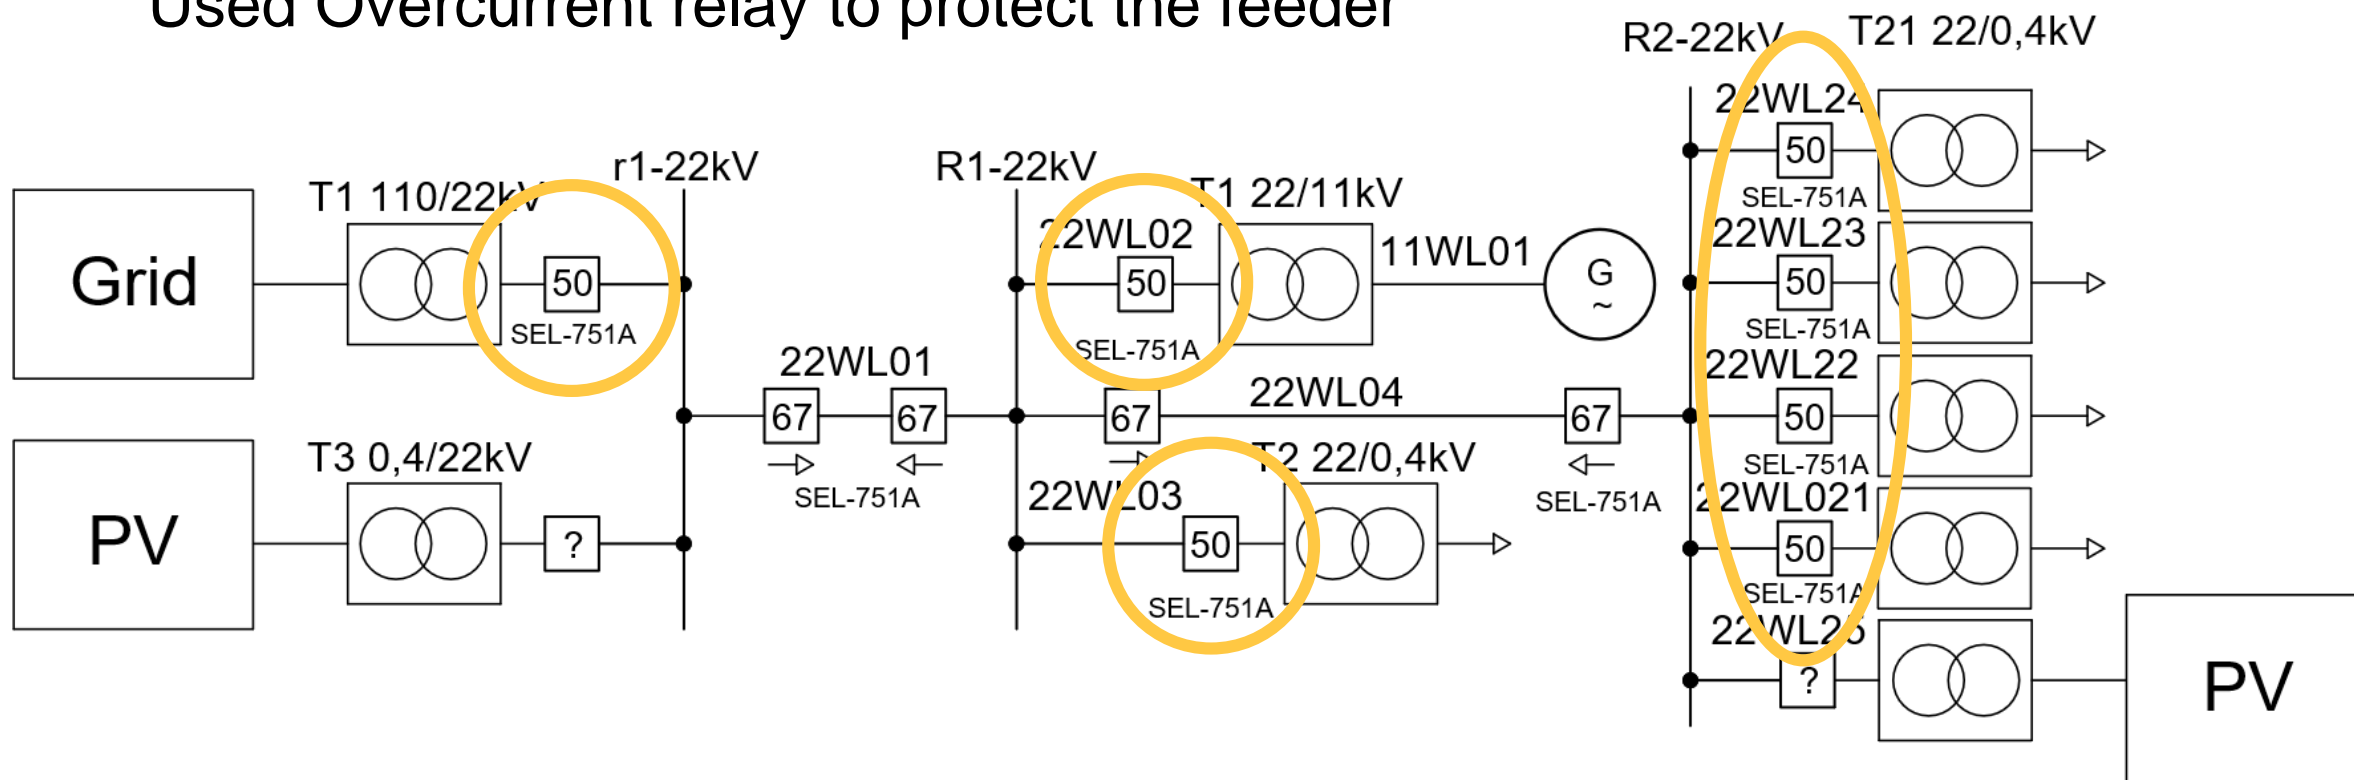 Used Overcurrent relay to protect the feeder
R2-22kV
T21 22/0,4kV
22WL24
50
SEL-751A
r1-22kV
R1-22kV
T1 110/22kV
T1 22/11kV
22WL02
22WL23
11WL01
Grid
50
50
G
~
50
SEL-751A
SEL-751A
SEL-751A
22WL01
22WL04
22WL22
67
67
67
67
50
T3 0,4/22kV
T2 22/0,4kV
SEL-751A
SEL-751A
SEL-751A
22WL03
22WL021
PV
?
50
50
SEL-751A
SEL-751A
22WL25
?
PV